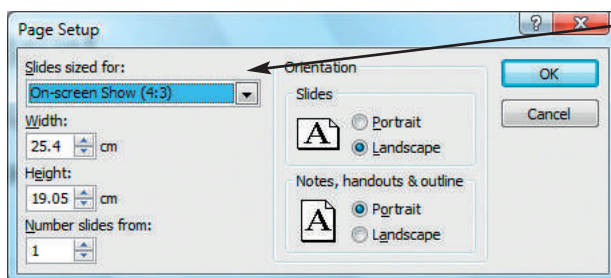 Page Setup
Slides sized for:
On-screen Show (4:3)
Width:
25.4 cm
Height:
19.05 cm
Number slides from:
1
Orientation
Slides
A
Portrait
Landscape
Notes, handouts & outline
A
Portrait
Landscape
OK
Cancel
?
X